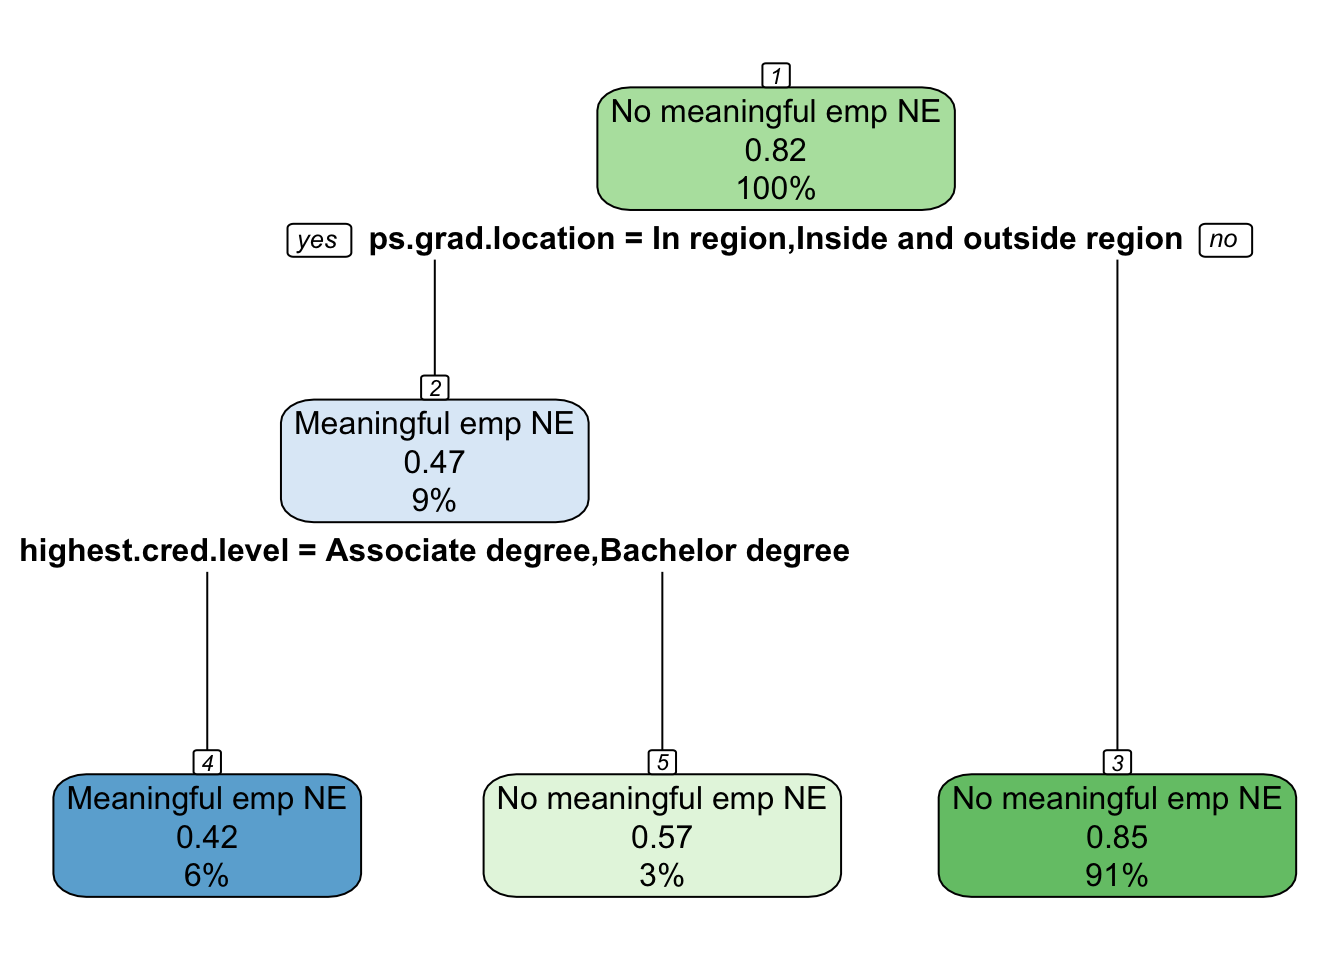 1
No meaningful emp NE
0.82
100%
yes ps.grad.location = In region,Inside and outside region no
2
Meaningful emp NE
0.47
9%
highest.cred.level = Associate degree,Bachelor degree
4
Meaningful emp NE
0.42
6%
5
No meaningful emp NE
0.57
3%
3
No meaningful emp NE
0.85
91%